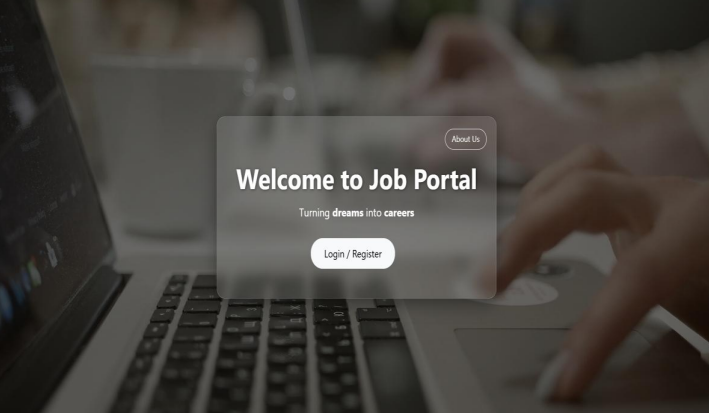 About Us
Welcome to Job Portal
Turning dreams into careers
Login / Register